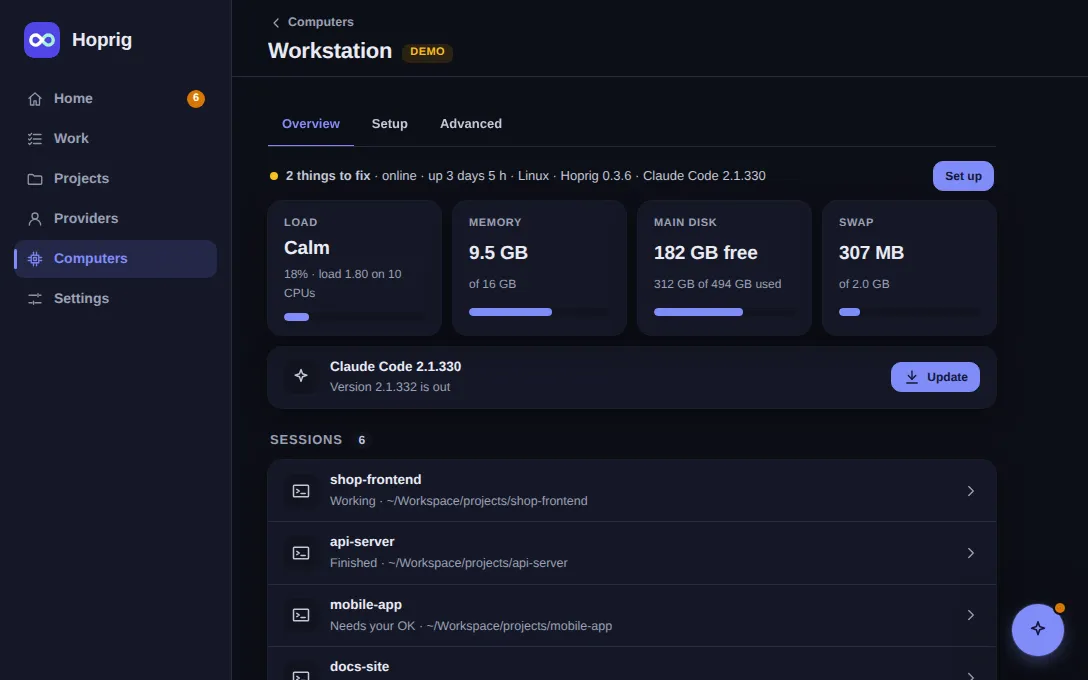 Hoprig
Home 6
Work
Projects
Providers
Computers
Settings
Computers
Workstation DEMO
Overview Setup Advanced
2 things to fix · online · up 3 days 5 h · Linux · Hoprig 0.3.6 · Claude Code 2.1.330
Set up
LOAD
Calm
18% · load 1.80 on 10
CPUs
MEMORY
9.5 GB
of 16 GB
MAIN DISK
182 GB free
312 GB of 494 GB used
SWAP
307 MB
of 2.0 GB
Claude Code 2.1.330
Version 2.1.332 is out
Update
SESSIONS 6
shop-frontend
Working · ~/Workspace/projects/shop-frontend
api-server
Finished · ~/Workspace/projects/api-server
mobile-app
Needs your OK · ~/Workspace/projects/mobile-app
docs-site